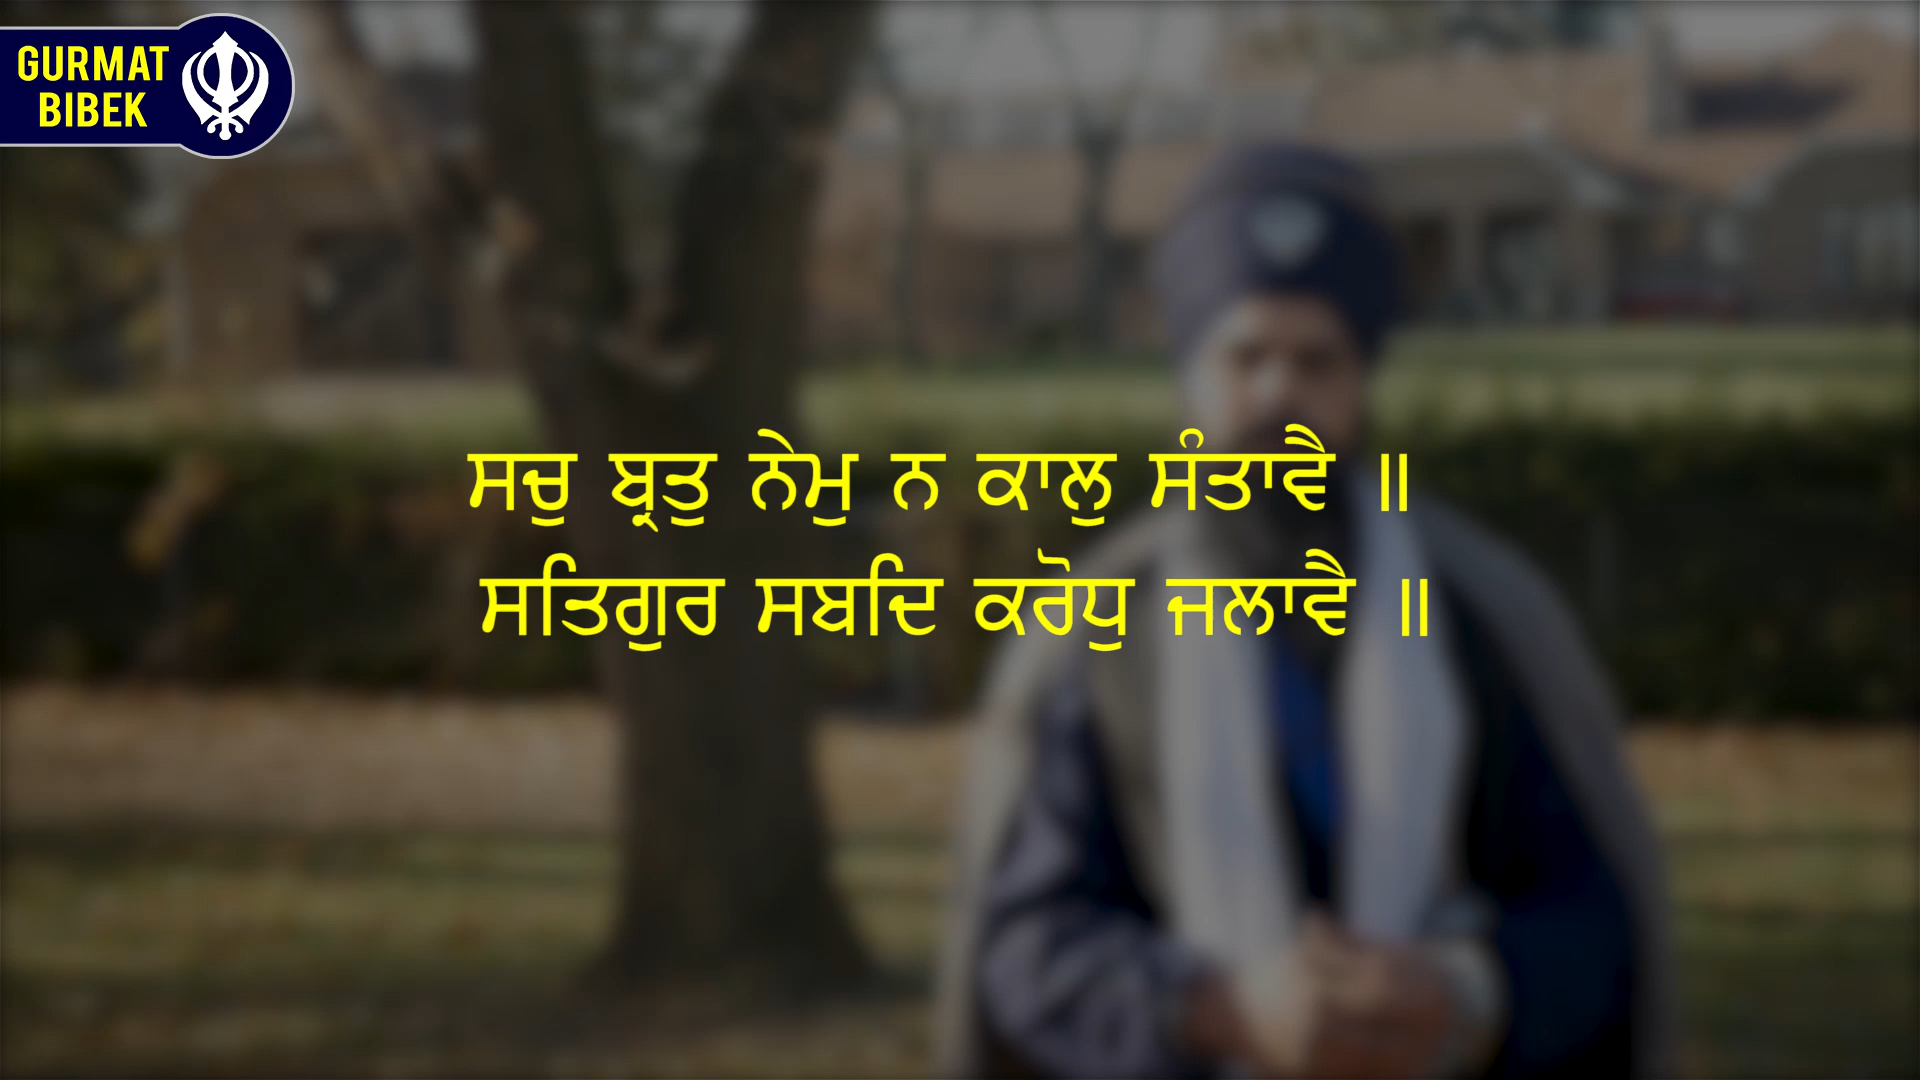 GURMAT
BIBEK
ਸਚੁ ਬ੍ਰਤੁ ਨੇਮੁ ਨ ਕਾਲੁ ਸੰਤਾਵੈ ॥
ਸਤਿਗੁਰ ਸਬਦਿ ਕਰੋਧੁ ਜਲਾਵੈ ॥